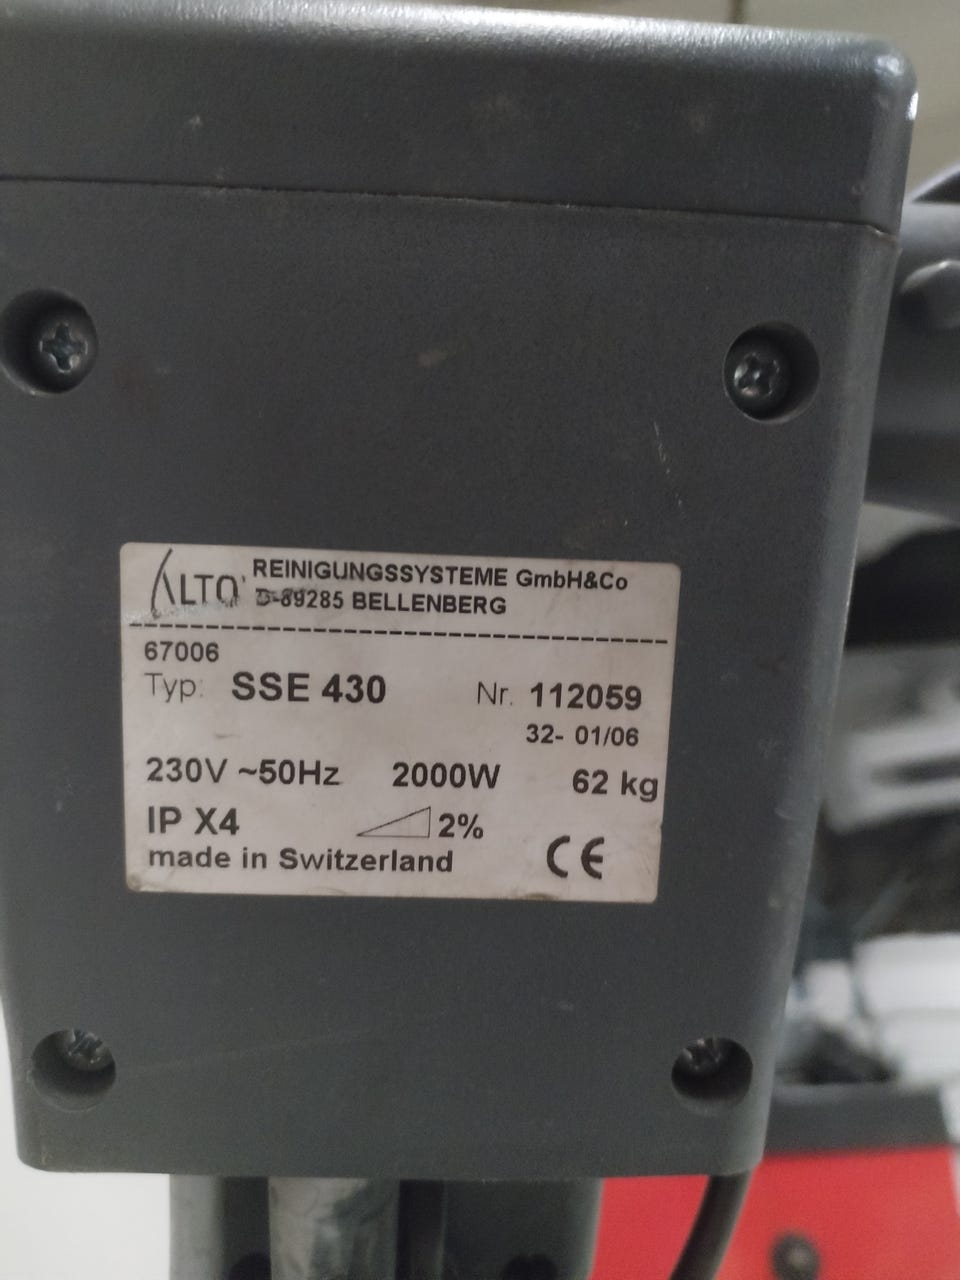 ALTO
REINIGUNGSSYSTEME GmbH&Co
D-89285 BELLENBERG
67006
Typ: SSE 430 Nr. 112059
32- 01/06
230V ~50Hz 2000W 62 kg
IP X4 2%
made in Switzerland CE